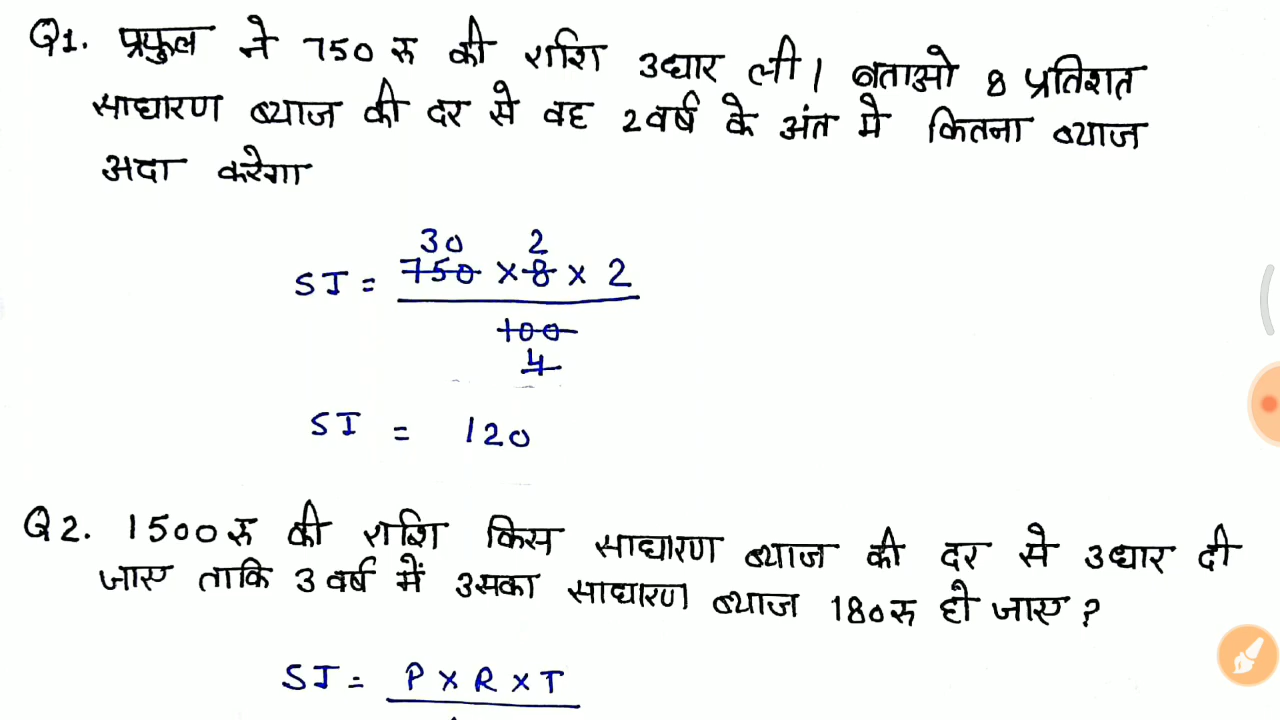 Q1. प्रफुल ने 750 रु की राशि उधार ली। बताओ 8 प्रतिशत
साधारण ब्याज की दर से वह 2 वर्ष के अंत मे कितना ब्याज
अदा करेगा
30 2
SI = 750 × 8 × 2
100
4
SI = 120
Q2. 1500 रु की राशि किस साधारण ब्याज की दर से उधार दी
जाए ताकि 3 वर्ष में उसका साधारण ब्याज 180 रु हो जाए ?
SI = P × R × T